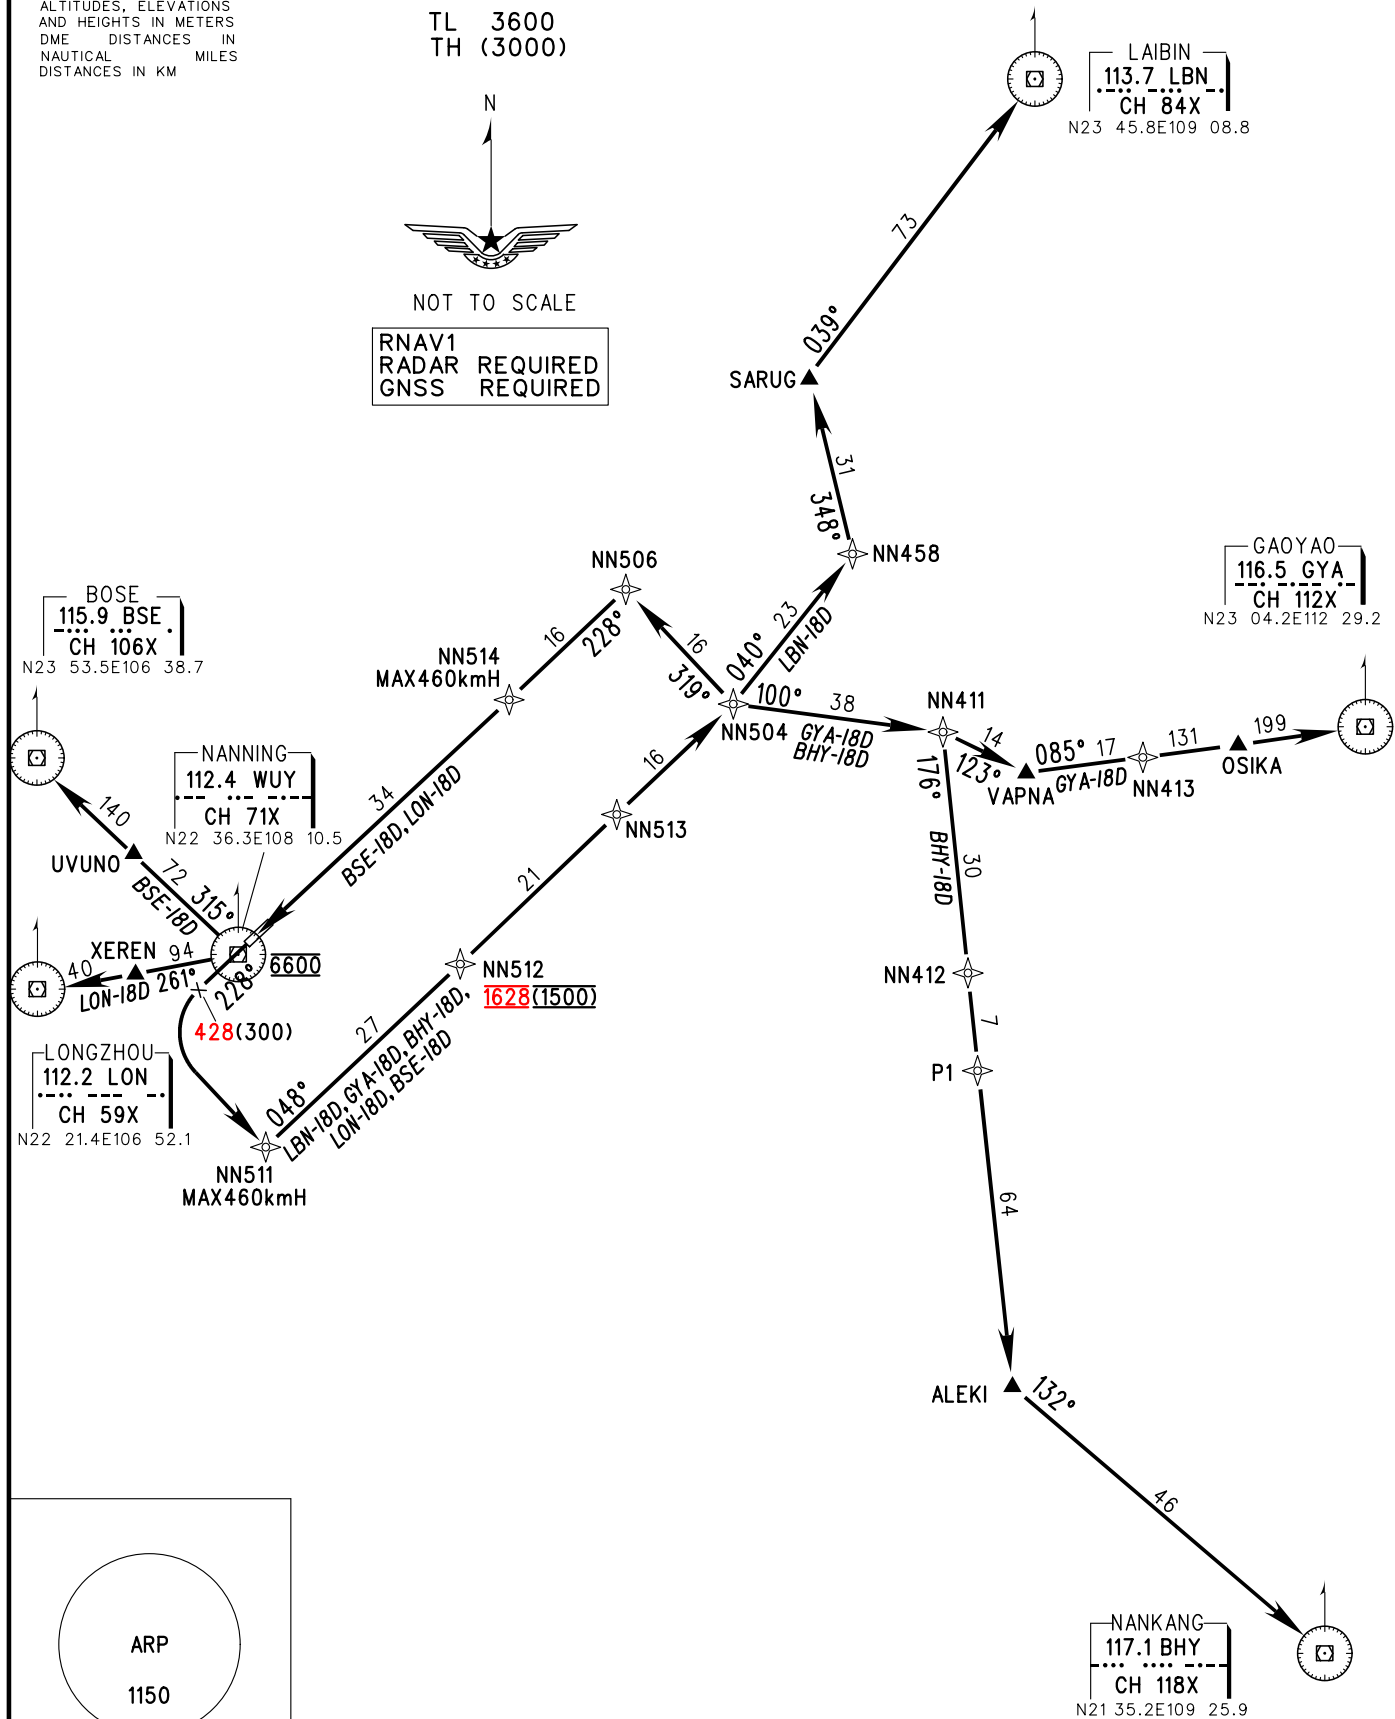 ALTITUDES, ELEVATIONS
AND HEIGHTS IN METERS
DME DISTANCES IN
NAUTICAL MILES
DISTANCES IN KM
TL 3600
TH (3000)
N
NOT TO SCALE
RNAV1
RADAR REQUIRED
GNSS REQUIRED
LAIBIN
113.7 LBN
CH 84X
N23 45.8E109 08.8
73
039°
SARUG
31
348°
NN458
NN506
GAOYAO
116.5 GYA
CH 112X
N23 04.2E112 29.2
BOSE
115.9 BSE
CH 106X
N23 53.5E106 38.7
16
228°
NN514
MAX460kmH
16
319°
040°
23
LBN-18D
100°
38
NN504
GYA-18D
BHY-18D
NN411
14
123°
176°
VAPNA
085°
17
GYA-18D
NN413
131
OSIKA
199
NANNING
112.4 WUY
CH 71X
N22 36.3E108 10.5
34
BSE-18D, LON-18D
16
NN513
140
UVUNO
72
315°
BSE-18D
21
BHY-18D
30
XEREN
94
40
LON-18D
261°
228°
6600
NN512
1628(1500)
NN412
428(300)
7
27
LONGZHOU
112.2 LON
CH 59X
N22 21.4E106 52.1
P1
048°
LBN-18D, GYA-18D, BHY-18D,
LON-18D, BSE-18D
NN511
MAX460kmH
64
ALEKI
132°
46
ARP
1150
NANKANG
117.1 BHY
CH 118X
N21 35.2E109 25.9